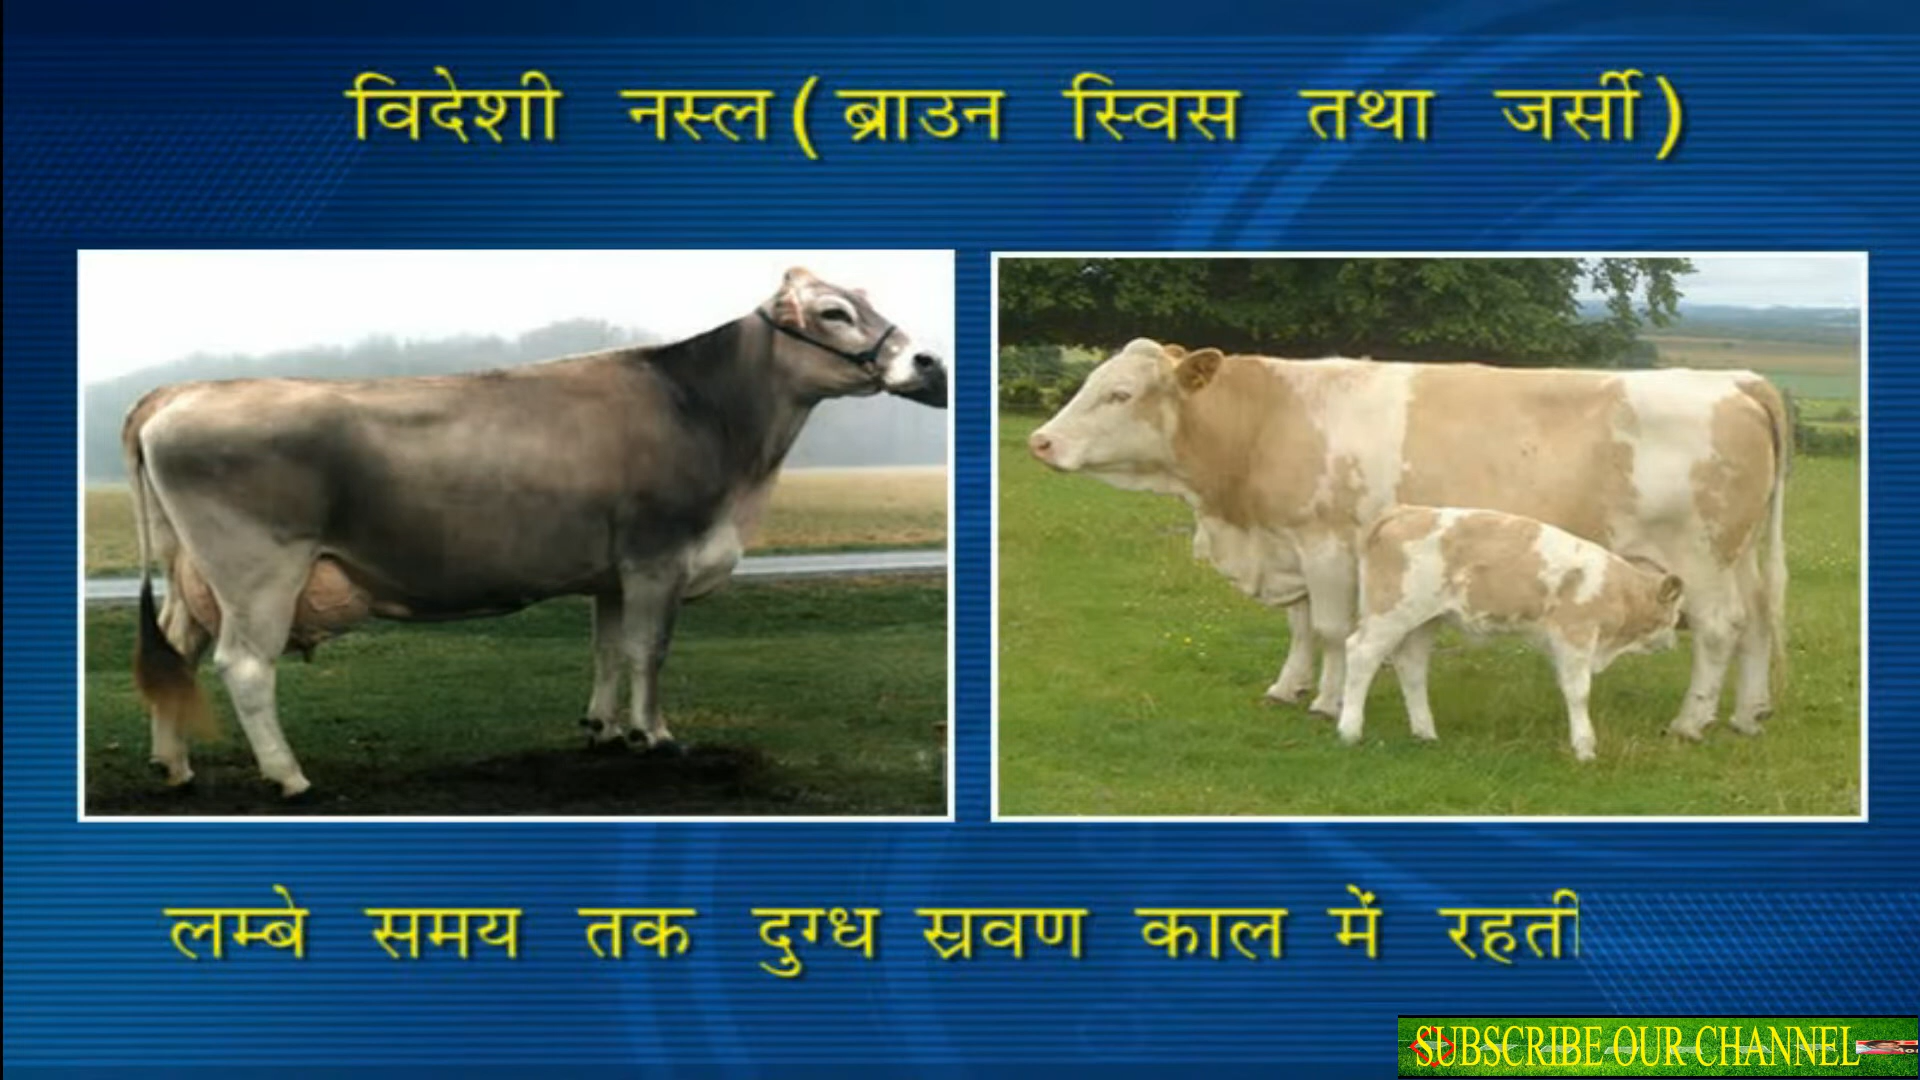 विदेशी नस्ल ( ब्राउन स्विस तथा जर्सी )
लम्बे समय तक दुग्ध स्रवण काल में रहती
SUBSCRIBE OUR CHANNEL